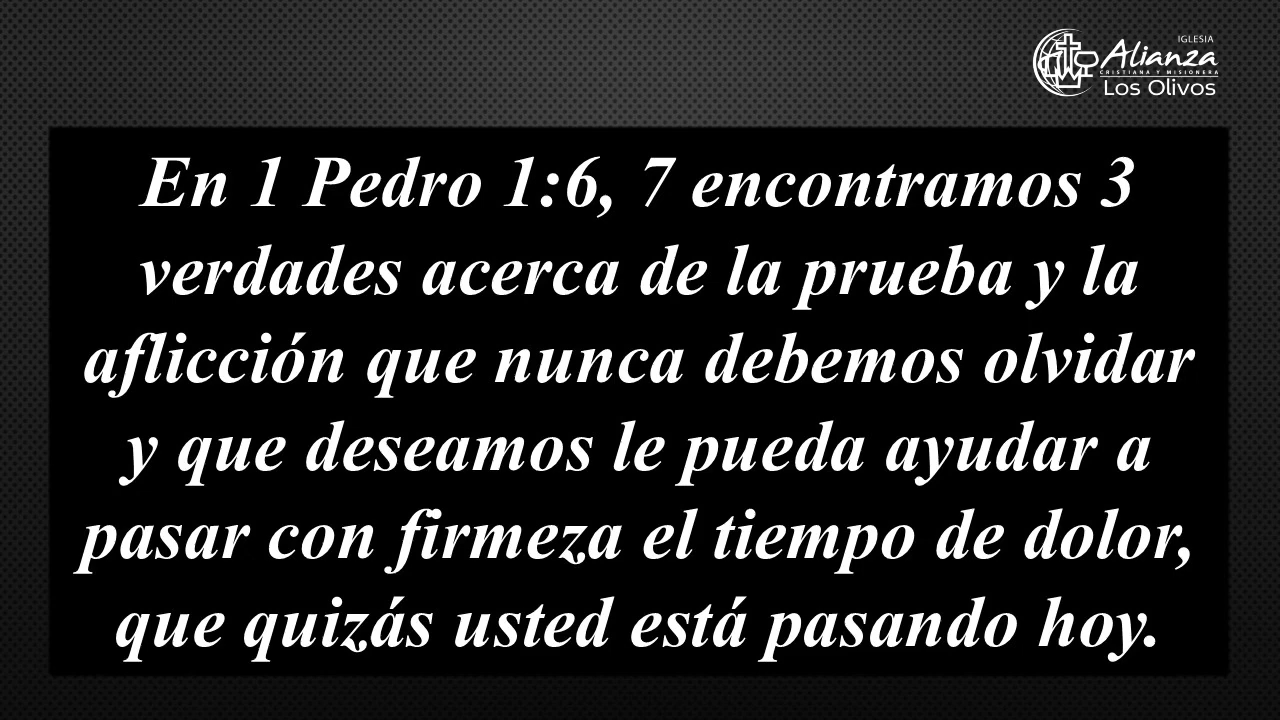 IGLESIA
Alianza
CRISTIANA Y MISIONERA
Los Olivos
En 1 Pedro 1:6, 7 encontramos 3
verdades acerca de la prueba y la
aflicción que nunca debemos olvidar
y que deseamos le pueda ayudar a
pasar con firmeza el tiempo de dolor,
que quizás usted está pasando hoy.